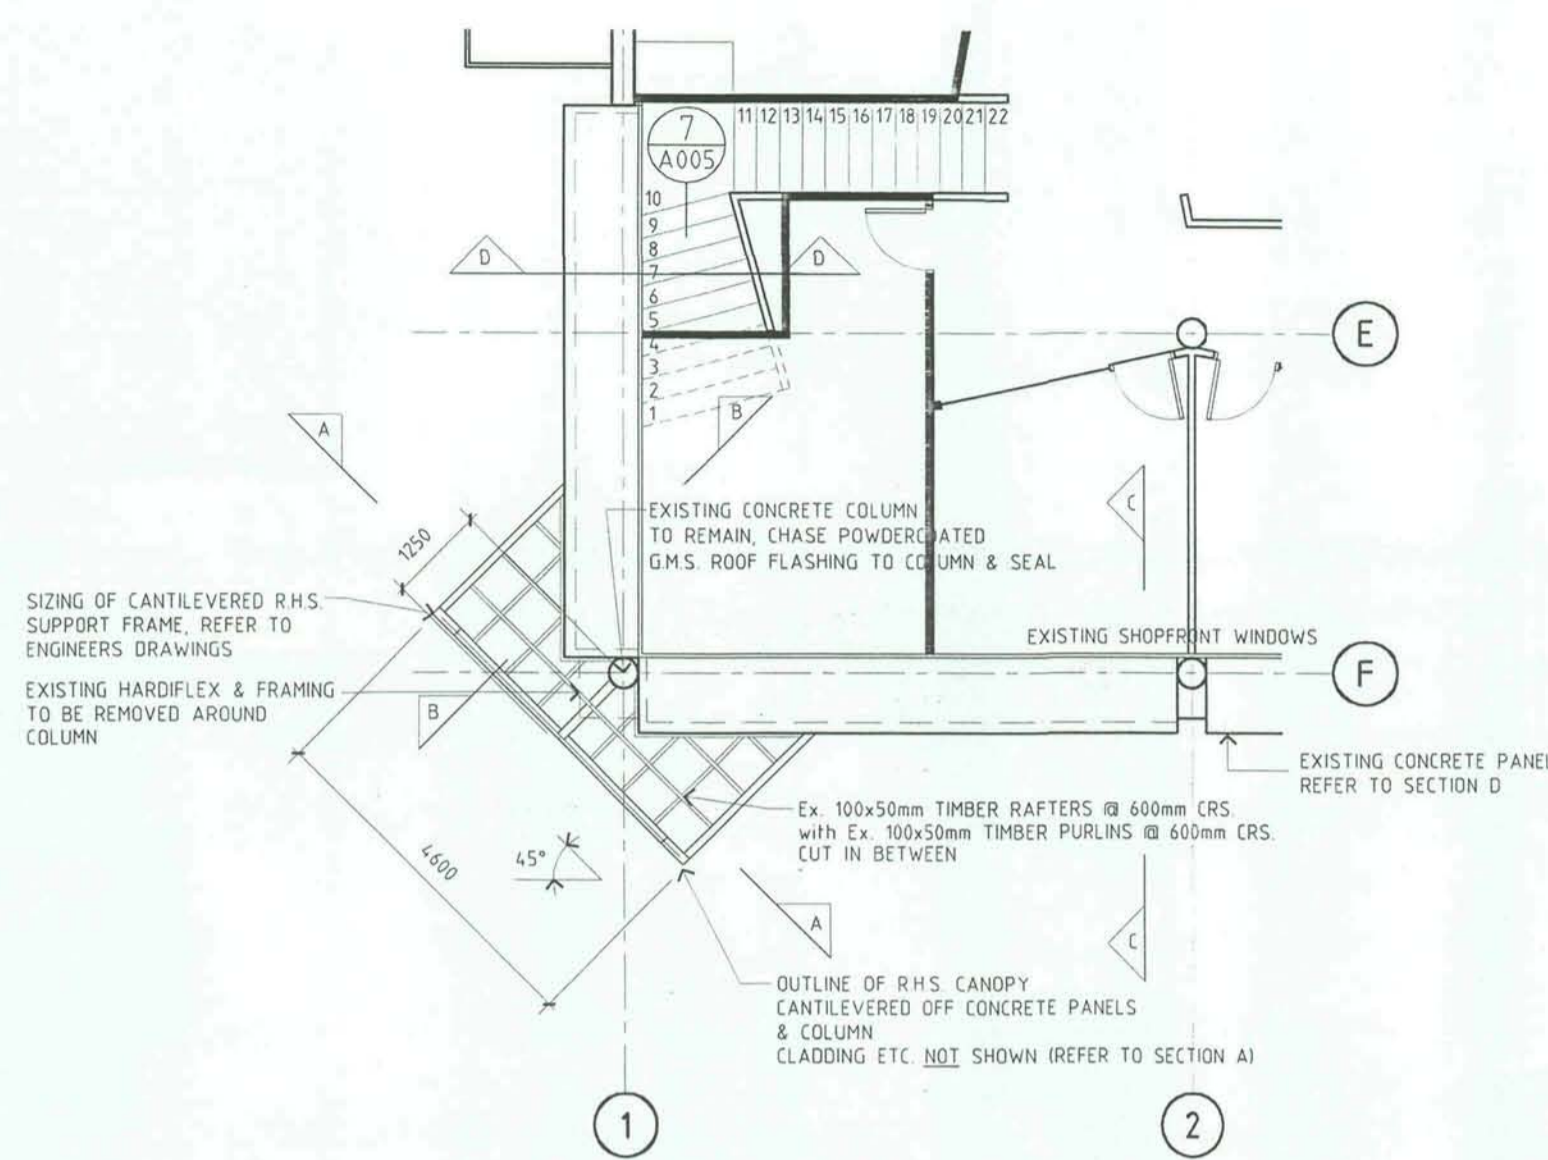 7
A005
11 12 13 14 15 16 17 18 19 20 21 22
10
9
8
7
6
5
4
3
2
1
D
D
E
A
B
C
EXISTING CONCRETE COLUMN
TO REMAIN, CHASE POWDERCOATED
G.M.S. ROOF FLASHING TO COLUMN & SEAL
1250
SIZING OF CANTILEVERED R.H.S.
SUPPORT FRAME, REFER TO
ENGINEERS DRAWINGS
EXISTING SHOPFRONT WINDOWS
F
EXISTING HARDIFLEX & FRAMING
TO BE REMOVED AROUND
COLUMN
B
EXISTING CONCRETE PANEL
REFER TO SECTION D
Ex. 100x50mm TIMBER RAFTERS @ 600mm CRS.
with Ex. 100x50mm TIMBER PURLINS @ 600mm CRS.
CUT IN BETWEEN
4600
45°
A
C
OUTLINE OF R.H.S. CANOPY
CANTILEVERED OFF CONCRETE PANELS
& COLUMN
CLADDING ETC. NOT SHOWN (REFER TO SECTION A)
1
2